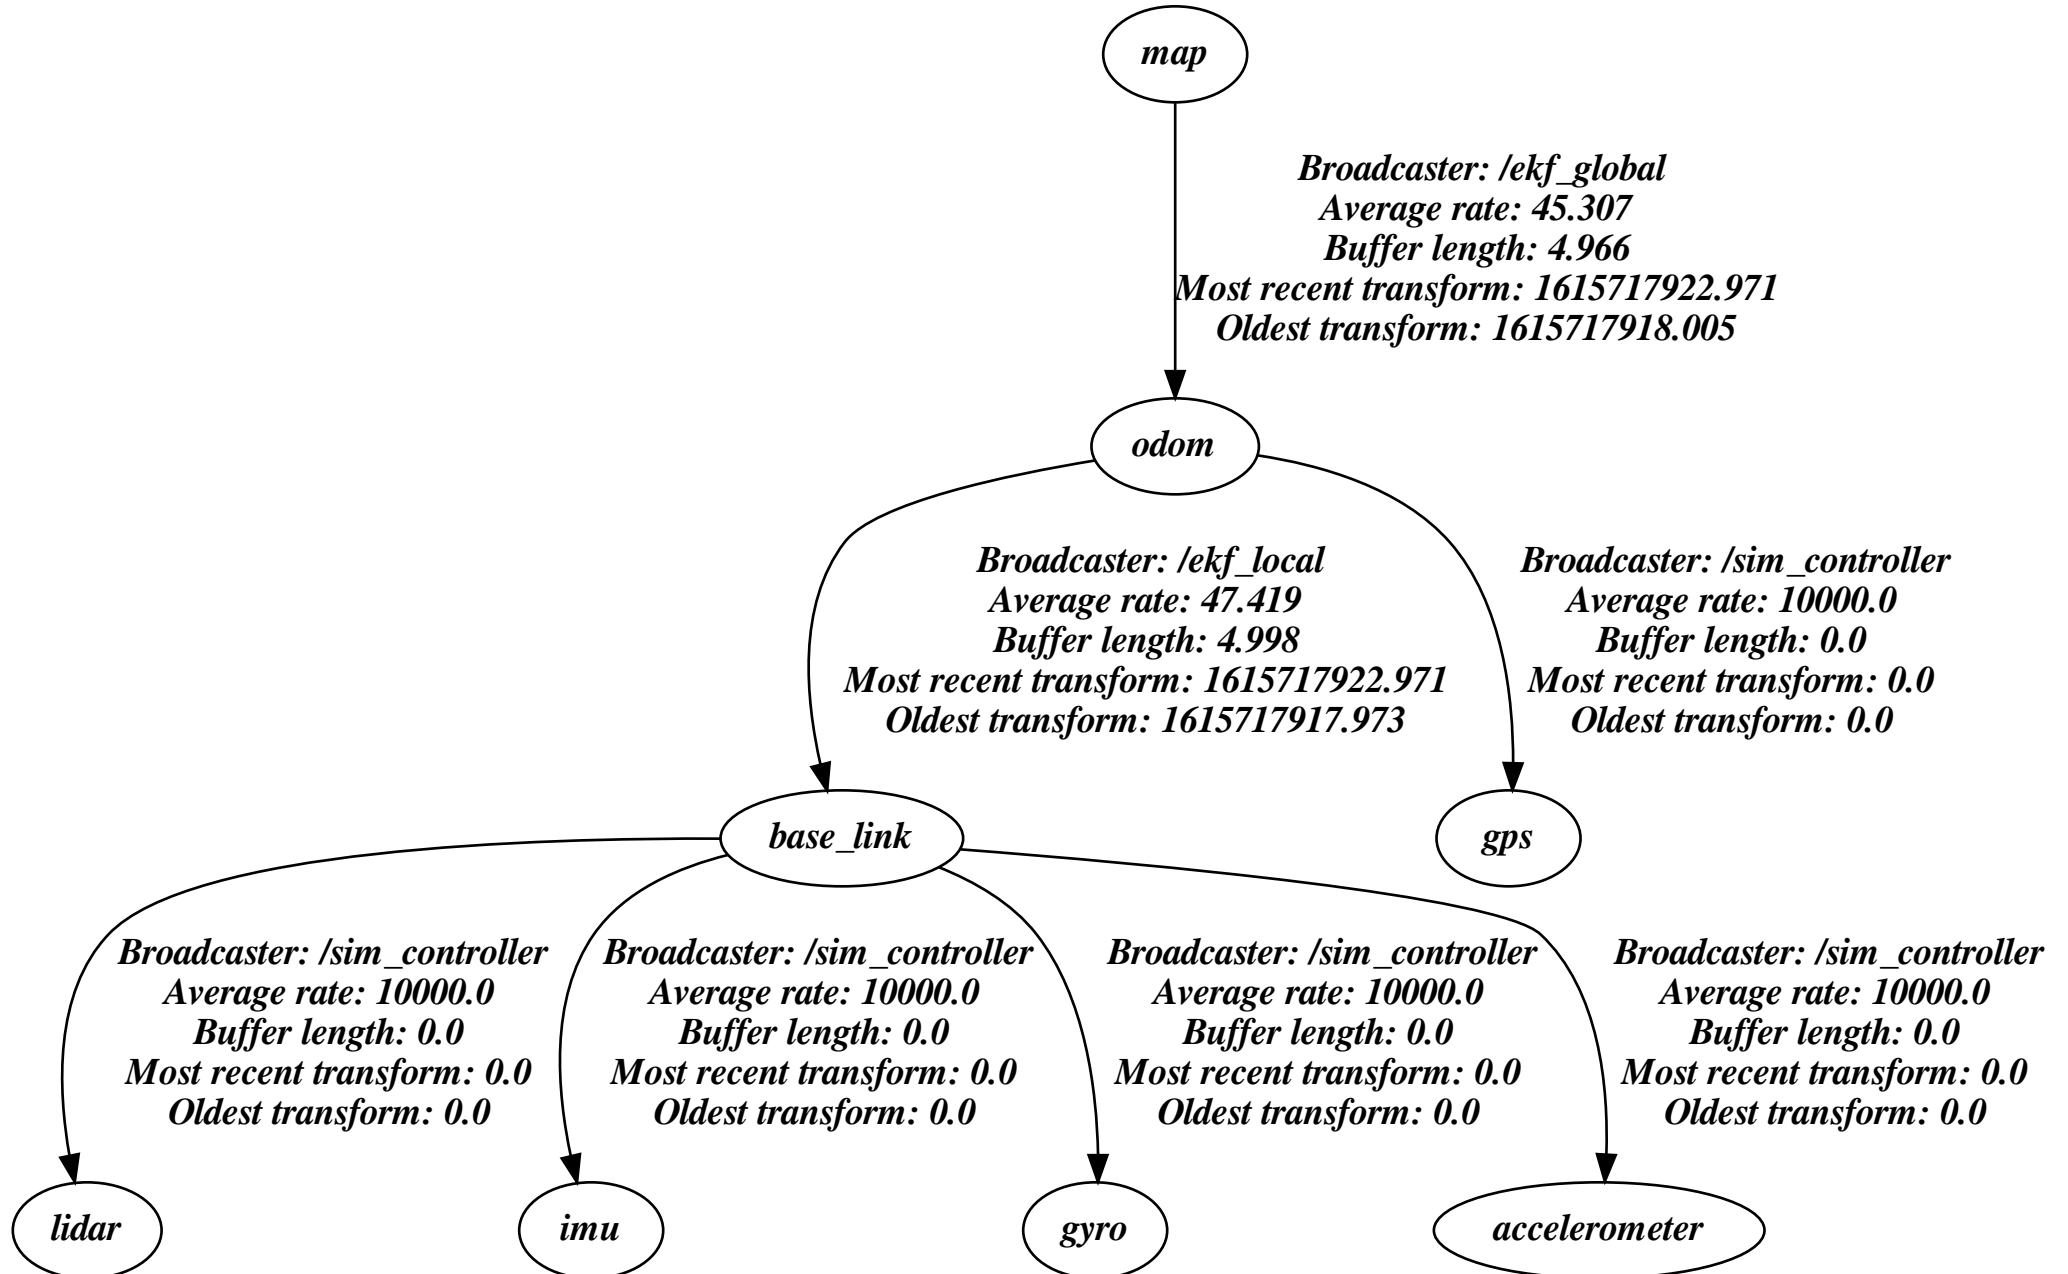 map
Broadcaster: /ekf_global
Average rate: 45.307
Buffer length: 4.966
Most recent transform: 1615717922.971
Oldest transform: 1615717918.005
odom
Broadcaster: /ekf_local
Average rate: 47.419
Buffer length: 4.998
Most recent transform: 1615717922.971
Oldest transform: 1615717917.973
Broadcaster: /sim_controller
Average rate: 10000.0
Buffer length: 0.0
Most recent transform: 0.0
Oldest transform: 0.0
base_link
gps
Broadcaster: /sim_controller
Average rate: 10000.0
Buffer length: 0.0
Most recent transform: 0.0
Oldest transform: 0.0
Broadcaster: /sim_controller
Average rate: 10000.0
Buffer length: 0.0
Most recent transform: 0.0
Oldest transform: 0.0
Broadcaster: /sim_controller
Average rate: 10000.0
Buffer length: 0.0
Most recent transform: 0.0
Oldest transform: 0.0
Broadcaster: /sim_controller
Average rate: 10000.0
Buffer length: 0.0
Most recent transform: 0.0
Oldest transform: 0.0
lidar
imu
gyro
accelerometer